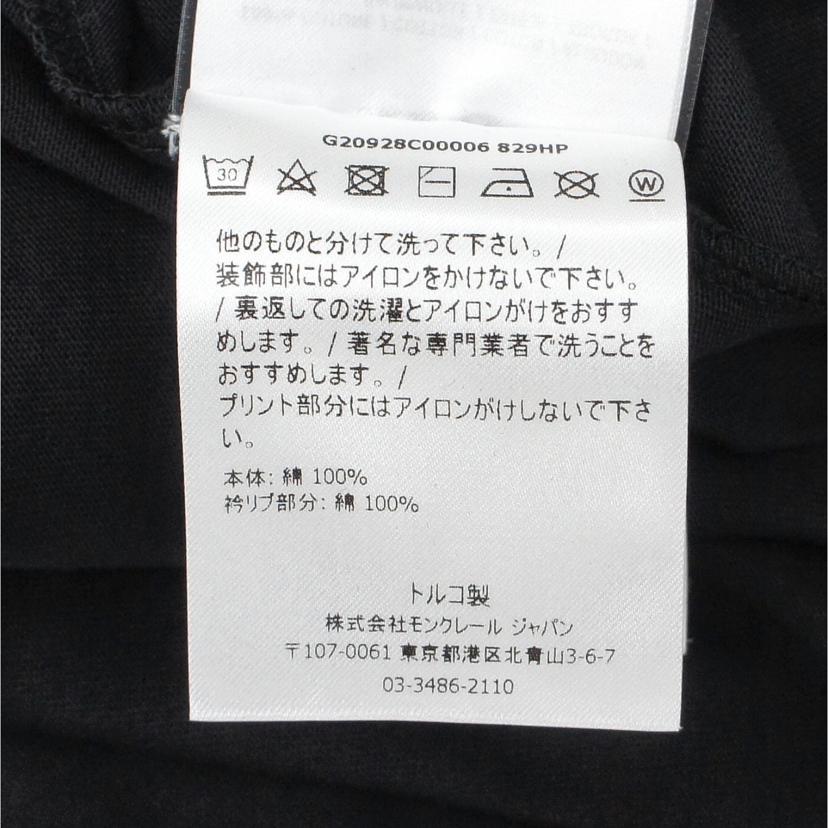 G20928C00006 829HP
30
W
他のものと分けて洗って下さい。/
装飾部にはアイロンをかけないで下さい。
/ 裏返しての洗濯とアイロンがけをおすす
めします。/ 著名な専門業者で洗うことを
おすすめします。/
プリント部分にはアイロンがけしないで下さ
い。
本体: 綿 100%
衿リブ部分: 綿 100%
トルコ製
株式会社モンクレール ジャパン
〒107-0061 東京都港区北青山3-6-7
03-3486-2110